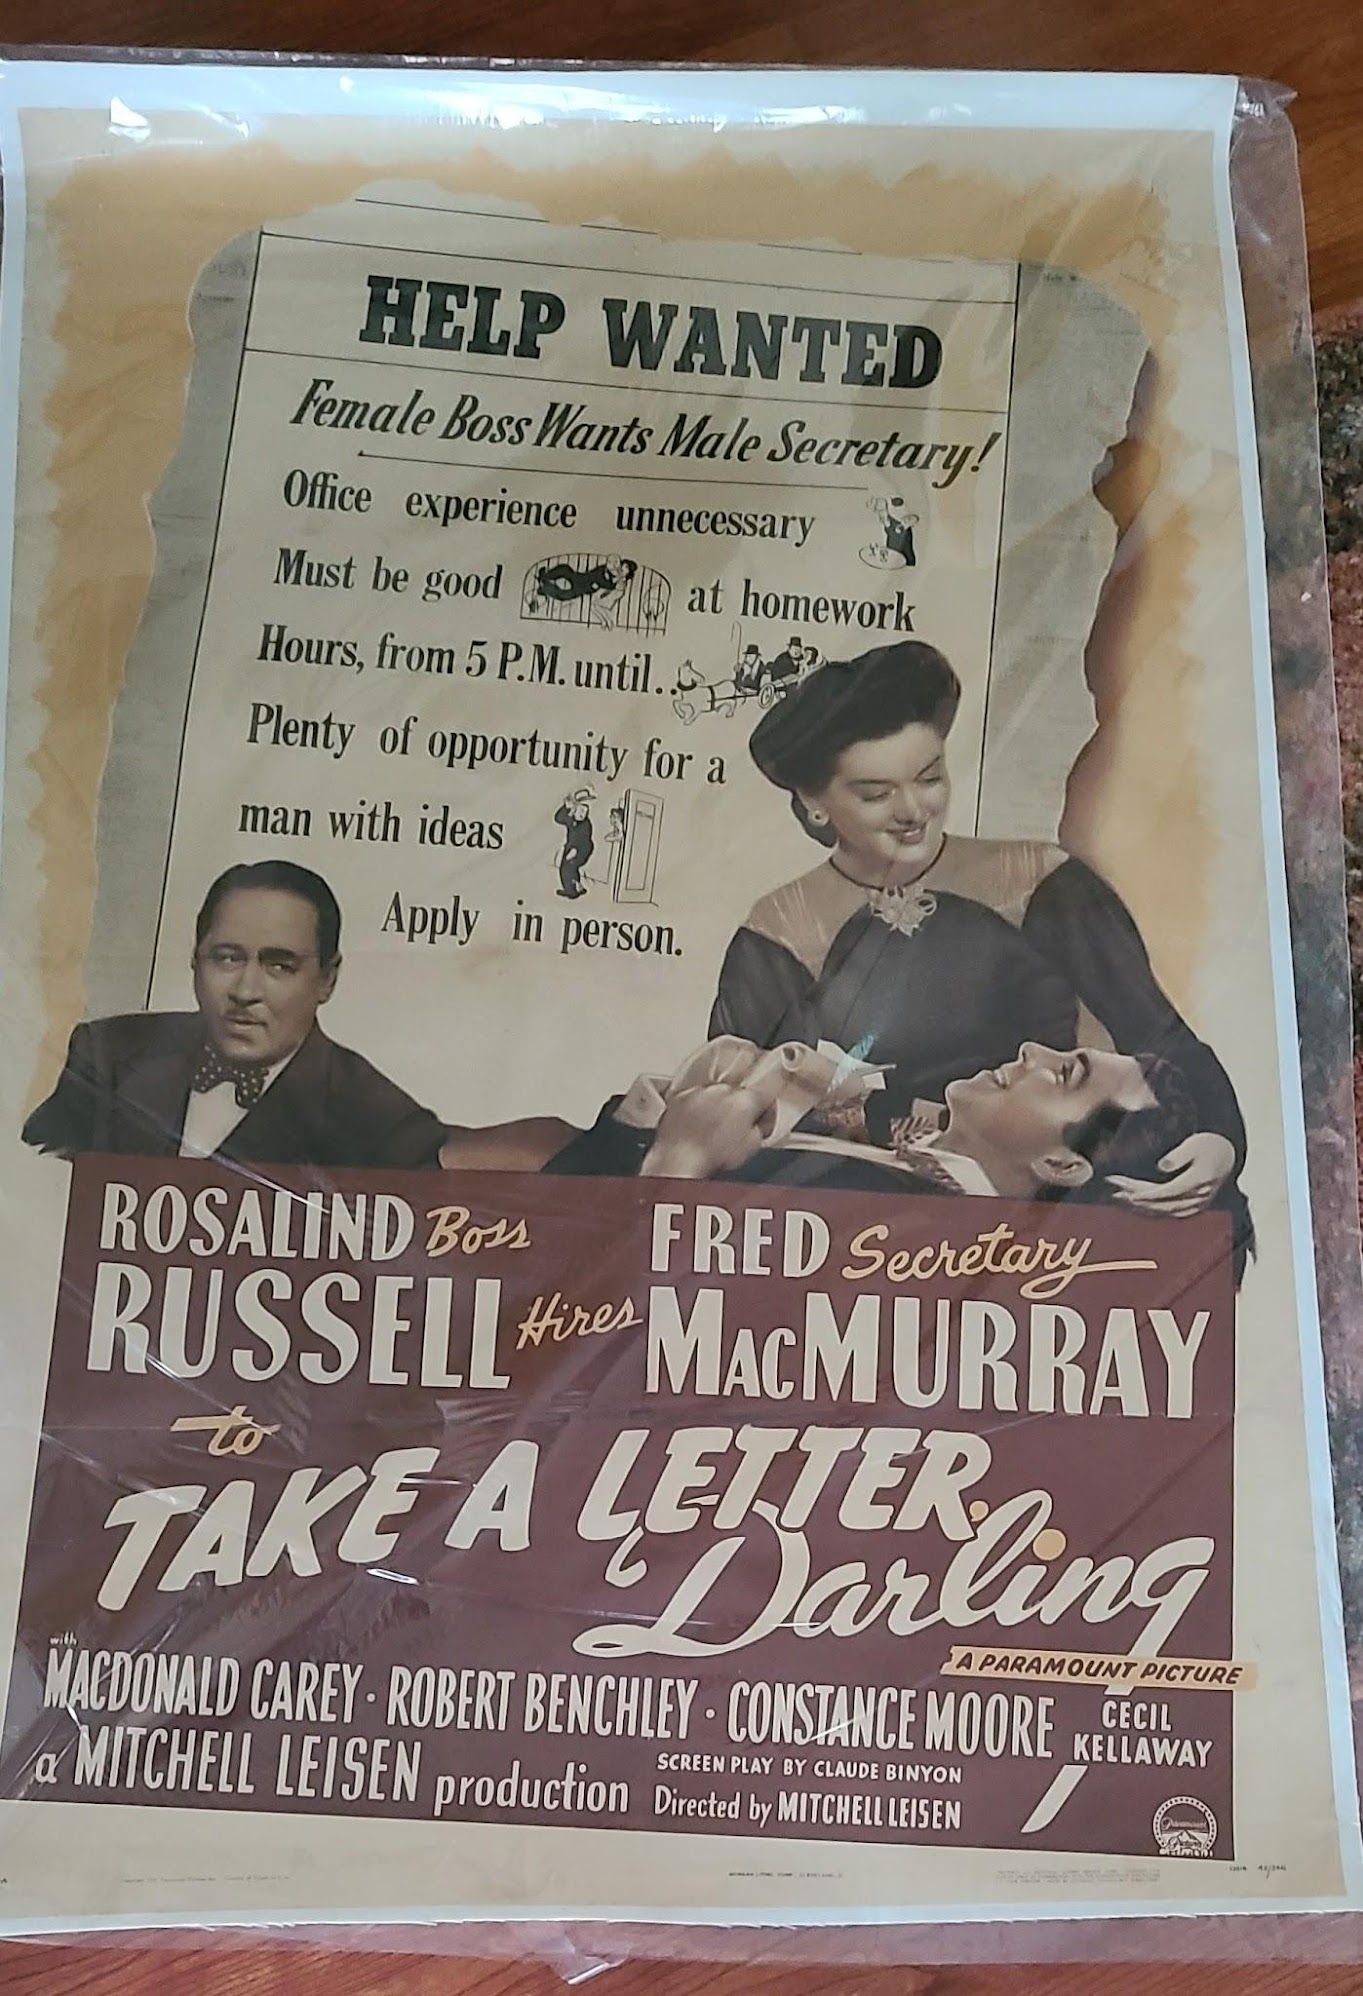 HELP WANTED
Female Boss Wants Male Secretary!
Office experience unnecessary
Must be good at homework
Hours, from 5 P.M. until..
Plenty of opportunity for a
man with ideas
Apply in person.
ROSALIND Boss
RUSSELL Hires
FRED Secretary
MACMURRAY
to
TAKE A LETTER,
Darling
A PARAMOUNT PICTURE
with
MACDONALD CAREY · ROBERT BENCHLEY · CONSTANCE MOORE
CECIL
KELLAWAY
a MITCHELL LEISEN production
SCREEN PLAY BY CLAUDE BINYON
Directed by MITCHELL LEISEN
Paramount